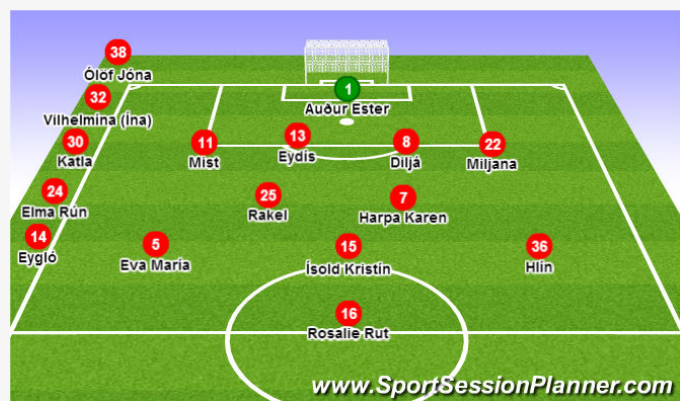 38
Ólöf Jóna
32
Vilhelmína (Ína)
30
Katla
24
Elma Rún
14
Eygló
1
Auður Ester
11
Mist
13
Eydís
8
Diljá
22
Miljana
25
Rakel
7
Harpa Karen
5
Eva María
15
Ísold Kristín
36
Hlín
16
Rosalie Rut
www.SportSessionPlanner.com